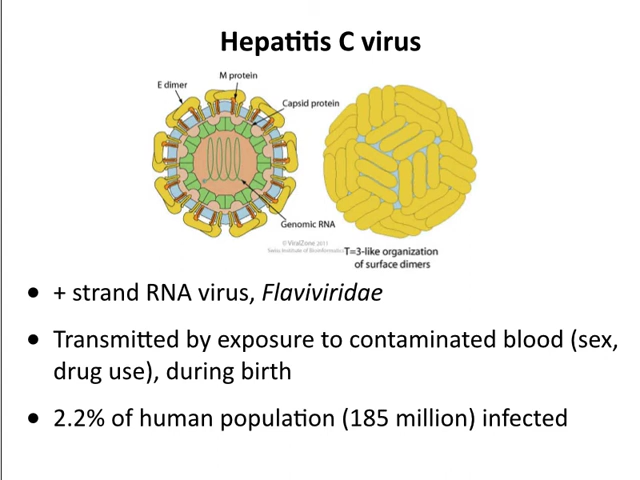 Hepatitis C virus
M protein
E dimer
Capsid protein
Genomic RNA
© ViralZone 2011
Swiss Institute of Bioinformatics
T=3-like organization
of surface dimers
• + strand RNA virus, Flaviviridae
• Transmitted by exposure to contaminated blood (sex,
drug use), during birth
• 2.2% of human population (185 million) infected